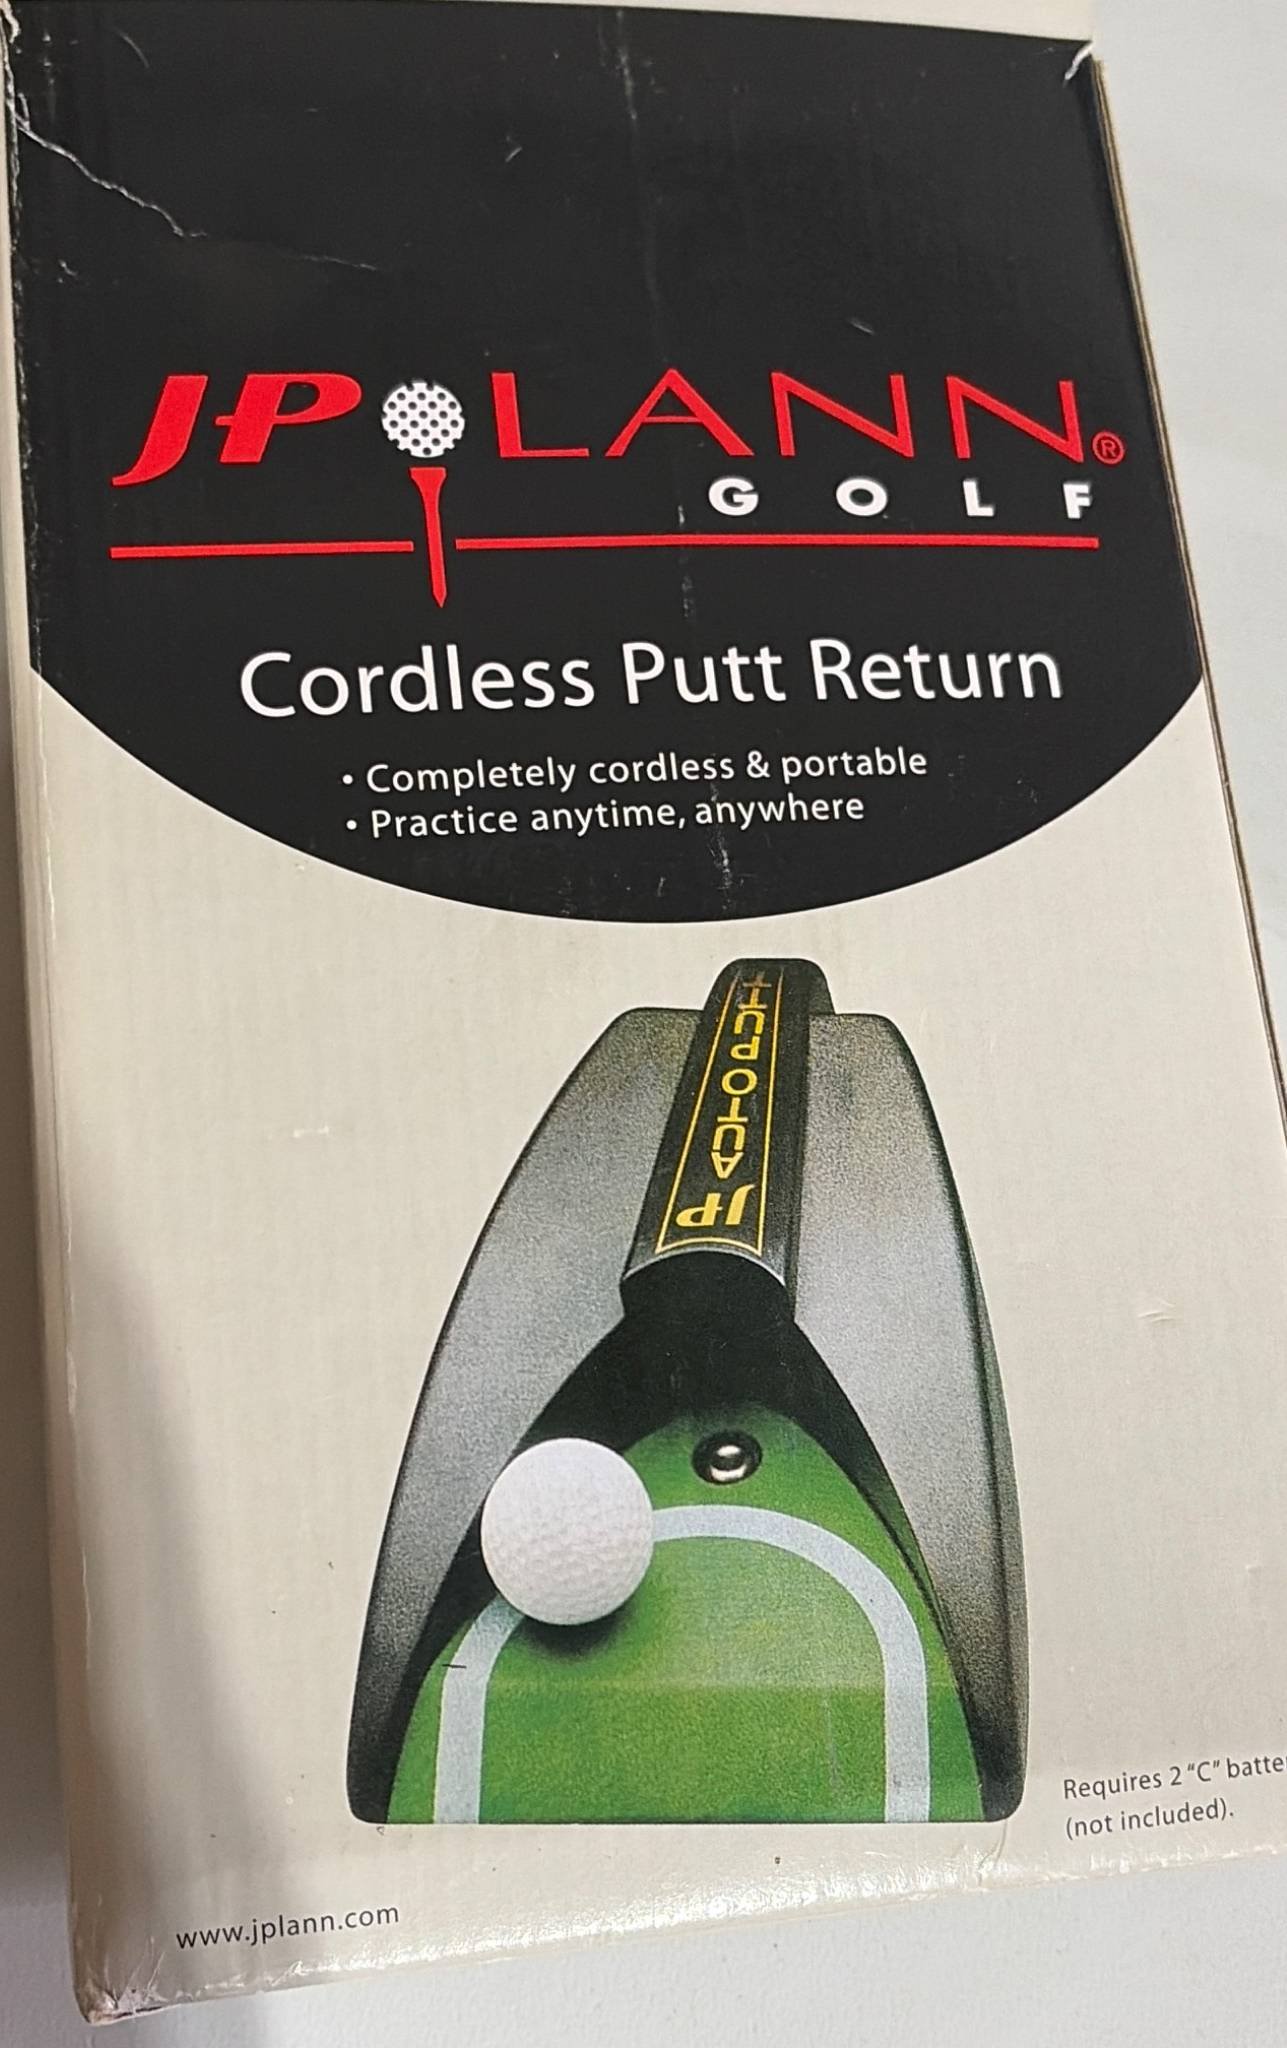 JP LANN®
GOLF
Cordless Putt Return
• Completely cordless & portable
• Practice anytime, anywhere
JP AUTOPUTT
Requires 2 "C"
(not included).
www.jplann.com